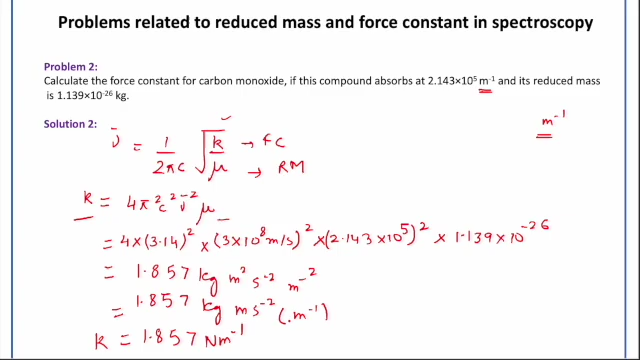 Problems related to reduced mass and force constant in spectroscopy
Problem 2:
Calculate the force constant for carbon monoxide, if this compound absorbs at 2.143×10⁵ m⁻¹ and its reduced mass
is 1.139×10⁻²⁶ kg.
m⁻¹
Solution 2:
ν̄ = 1/2πc √k/μ → FC → RM
k = 4π²c²ν̄²μ
= 4×(3.14)² × (3×10⁸ m/s)² × (2.143×10⁵)² × 1.139×10⁻²⁶
= 1.857 kg m² s⁻² m⁻²
= 1.857 kg m s⁻² (.m⁻¹)
k = 1.857 Nm⁻¹